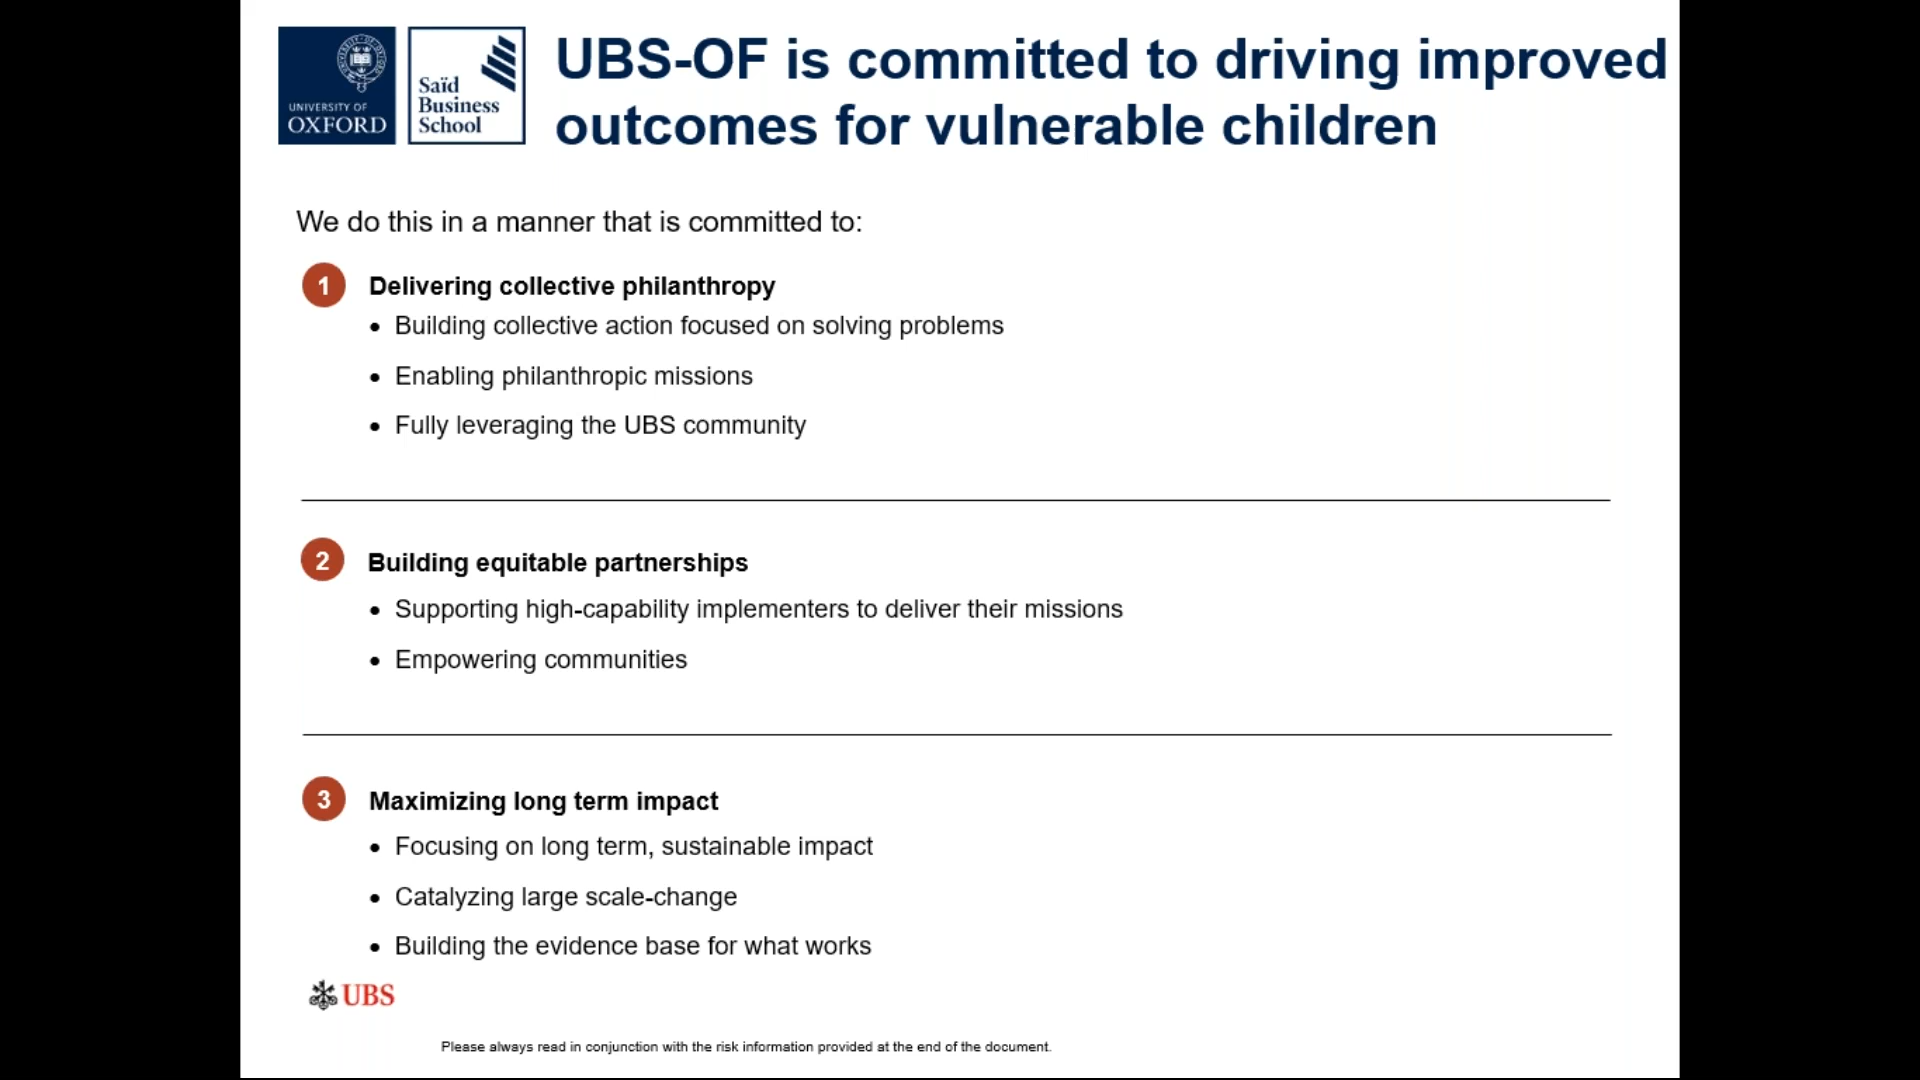 UNIVERSITY OF
OXFORD
Saïd
Business
School
UBS-OF is committed to driving improved
outcomes for vulnerable children
We do this in a manner that is committed to:
1 Delivering collective philanthropy
• Building collective action focused on solving problems
• Enabling philanthropic missions
• Fully leveraging the UBS community
2 Building equitable partnerships
• Supporting high-capability implementers to deliver their missions
• Empowering communities
3 Maximizing long term impact
• Focusing on long term, sustainable impact
• Catalyzing large scale-change
• Building the evidence base for what works
UBS
Please always read in conjunction with the risk information provided at the end of the document.